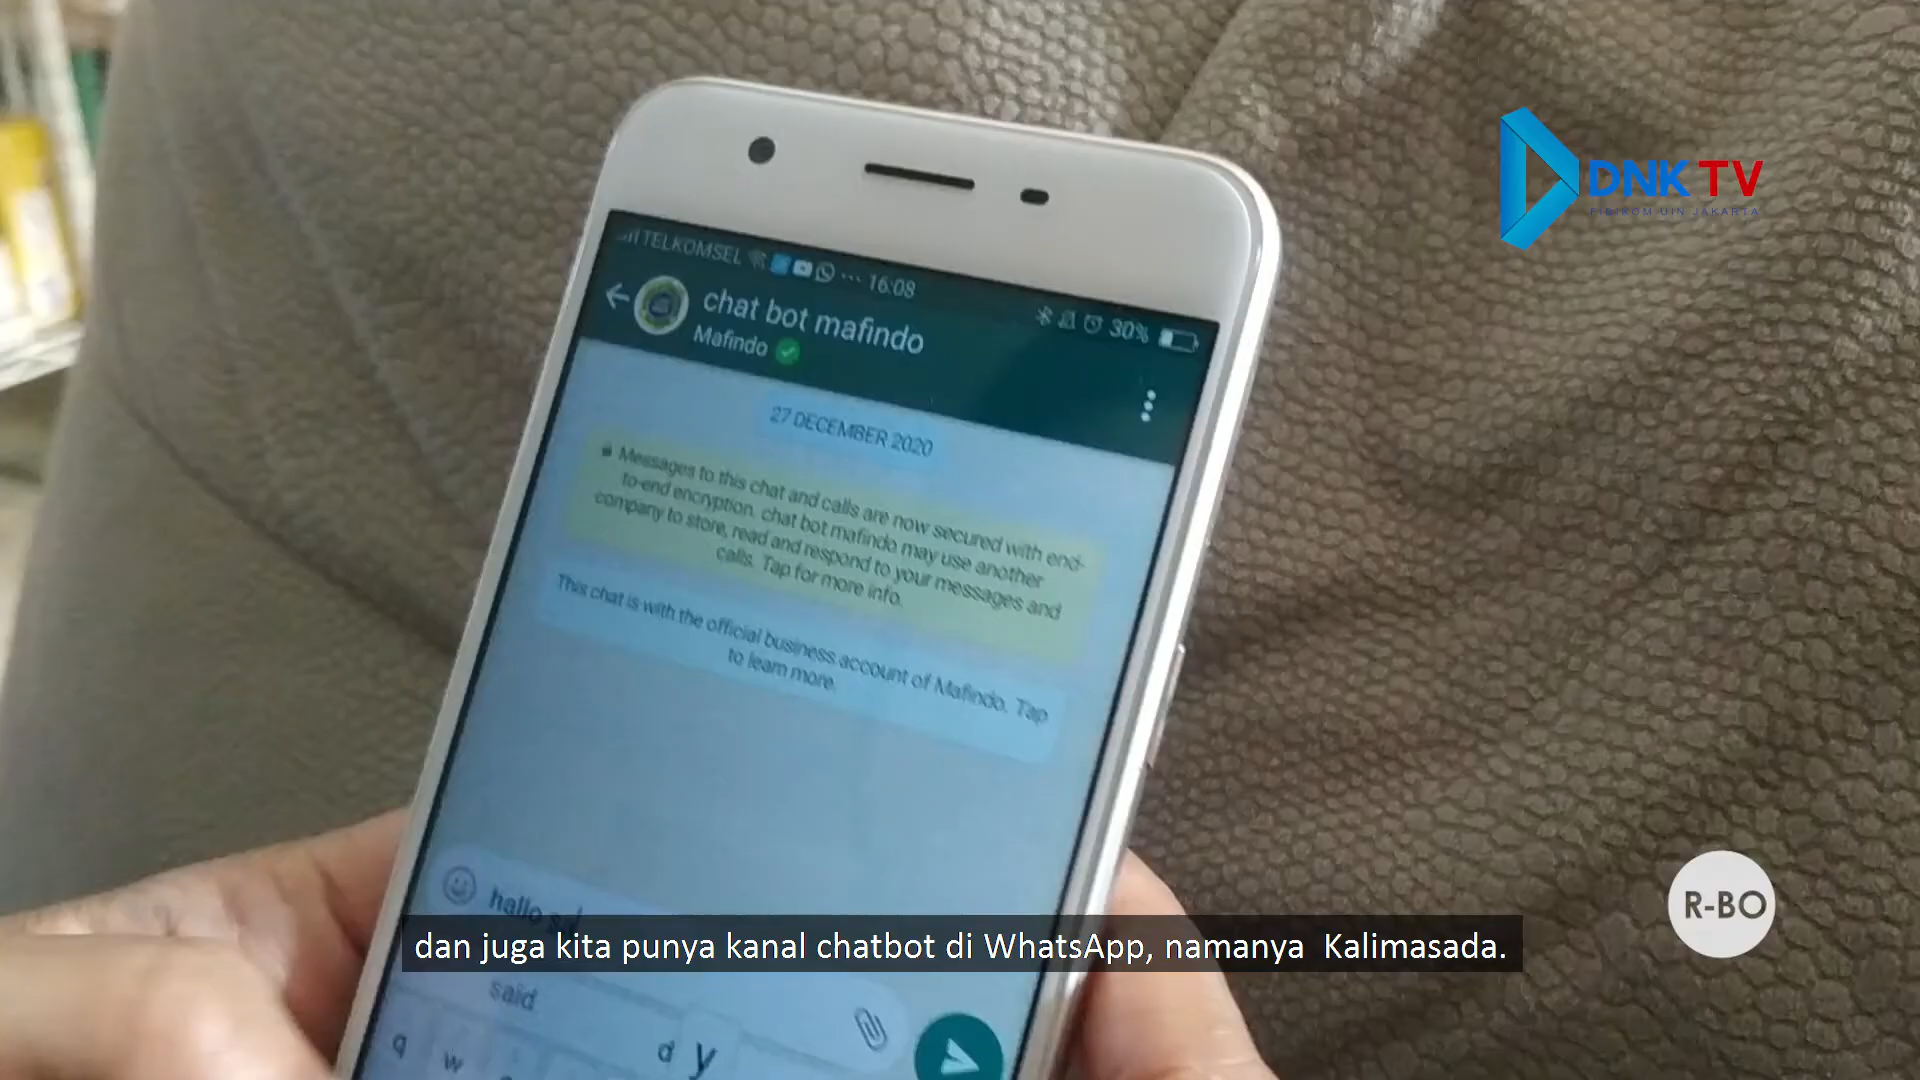 DNK TV
FIDIKOM UIN JAKARTA
TELKOMSEL
16:08
30%
chat bot mafindo
Mafindo
27 DECEMBER 2020
Messages to this chat and calls are now secured with end-
to-end encryption. chat bot mafindo may use another
company to store, read and respond to your messages and
calls. Tap for more info.
This chat is with the official business account of Mafindo. Tap
to learn more.
hallo
R-BO
dan juga kita punya kanal chatbot di WhatsApp, namanya Kalimasada.
said
q w d y